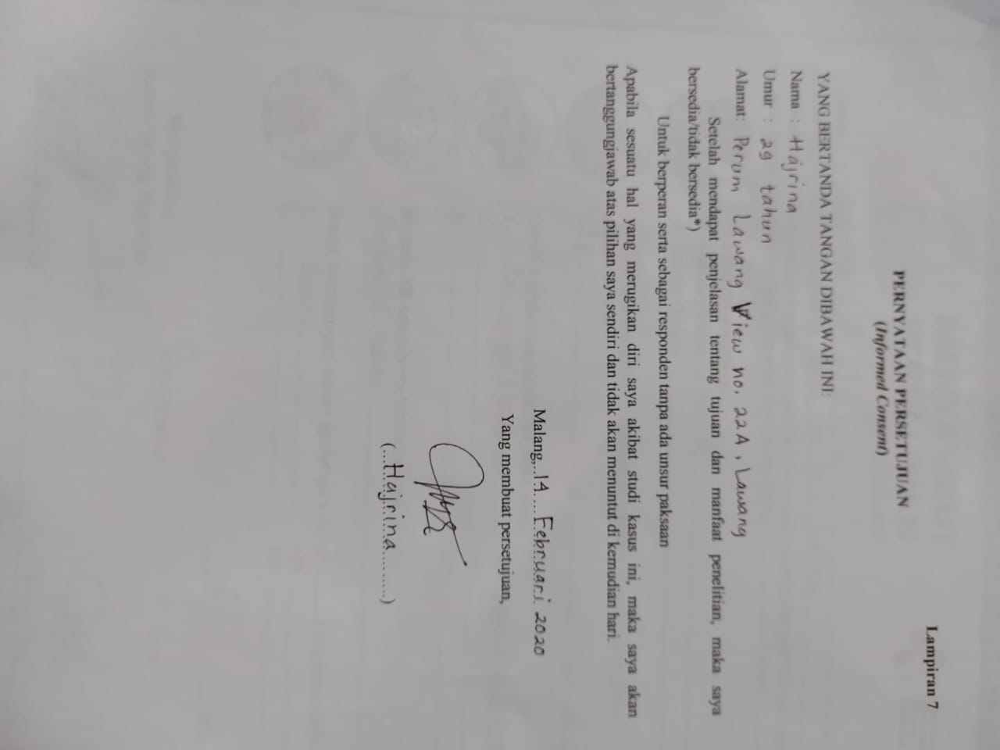 Lampiran 7
PERNYATAAN PERSETUJUAN
(Informed Consent)
YANG BERTANDA TANGAN DIBAWAH INI:
Nama : Hajrina
Umur : 29 tahun
Alamat: Perum Lawang View no. 22A, Lawang
Setelah mendapat penjelasan tentang tujuan dan manfaat penelitian, maka saya
bersedia/tidak bersedia*)
Untuk berperan serta sebagai responden tanpa ada unsur paksaan
Apabila sesuatu hal yang merugikan diri saya akibat studi kasus ini, maka saya akan
bertanggungjawab atas pilihan saya sendiri dan tidak akan menuntut di kemudian hari.
Malang,..14....Februari 2020
Yang membuat persetujuan,
(...Hajrina.........)